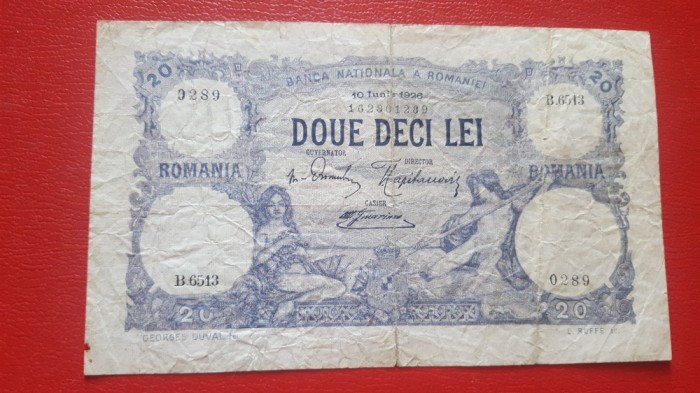 20 BANCA NATIONALA A ROMANIEI 20
10 Iunie 1926
0289 B.6513
DOUE DECI LEI
GUVERNATOR DIRECTOR
ROMANIA ROMANIA
CASIER
B.6513 0289
20 20
GEORGES DUVAL L. RUFFE